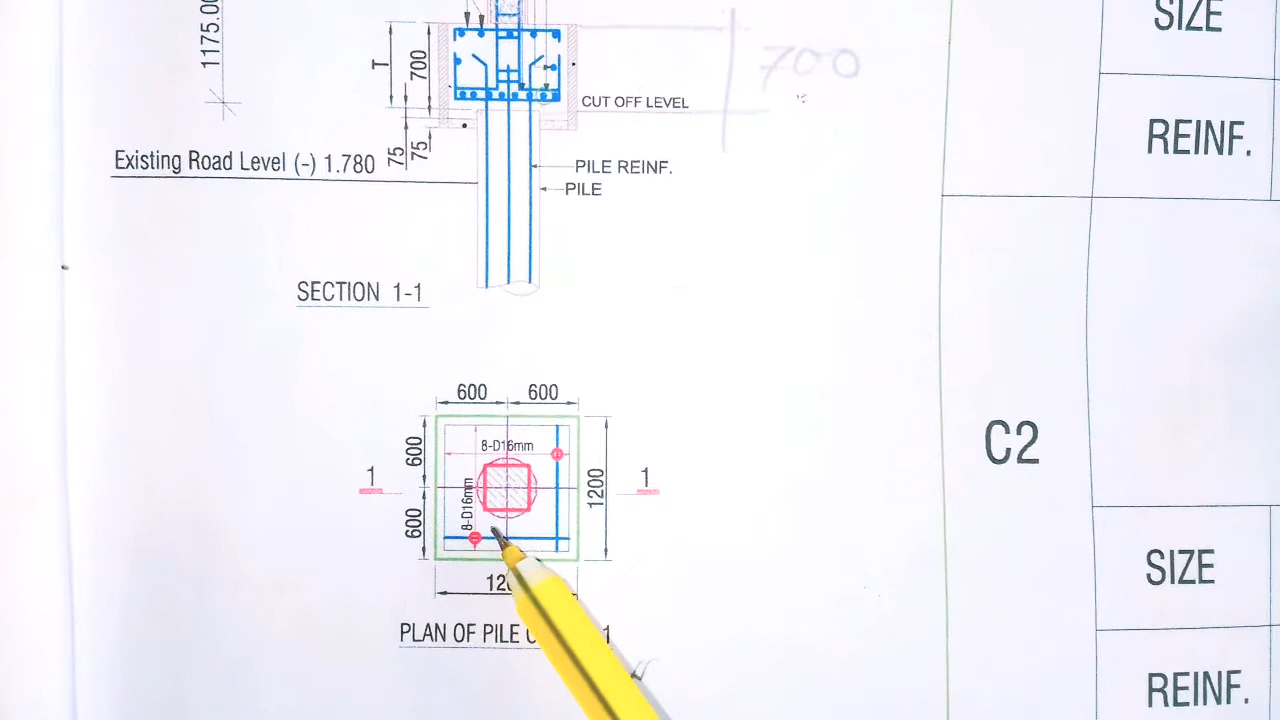 SIZE
1175.00
T
700
700
CUT OFF LEVEL
REINF.
75
75
Existing Road Level (-) 1.780
PILE REINF.
PILE
SECTION 1-1
600 600
600
8-D16mm
1
1
1200
C2
8-D16mm
600
SIZE
PLAN OF PILE
1
REINF.